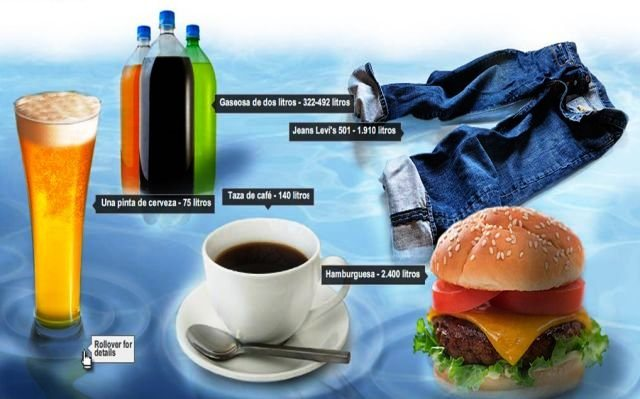 Gaseosa de dos litros - 322-492 litros
Jeans Levi's 501 - 1.910 litros
Una pinta de cerveza - 75 litros
Taza de café - 140 litros
Hamburguesa - 2.400 litros
Rollover for
details